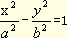 x²/a² - y²/b² =1